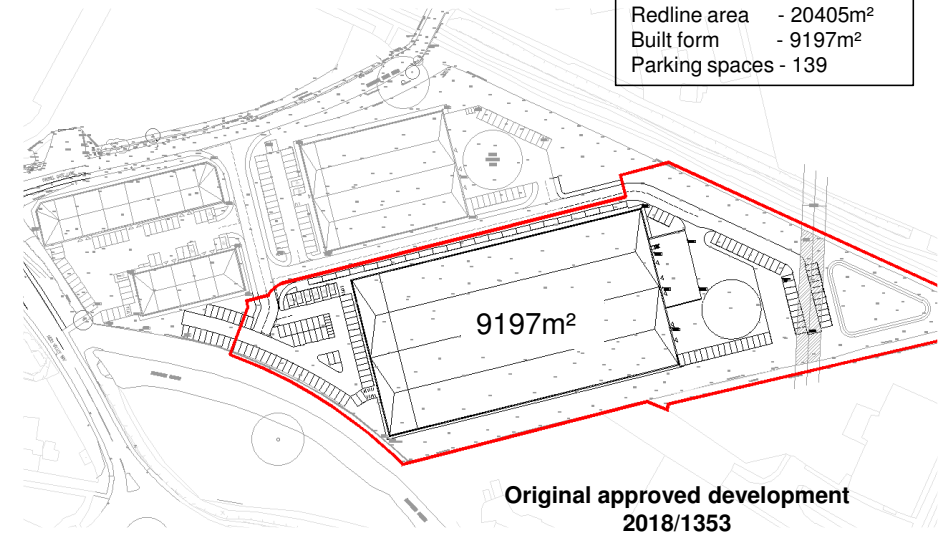 Redline area - 20405m²
Built form - 9197m²
Parking spaces - 139
9197m²
Original approved development
2018/1353